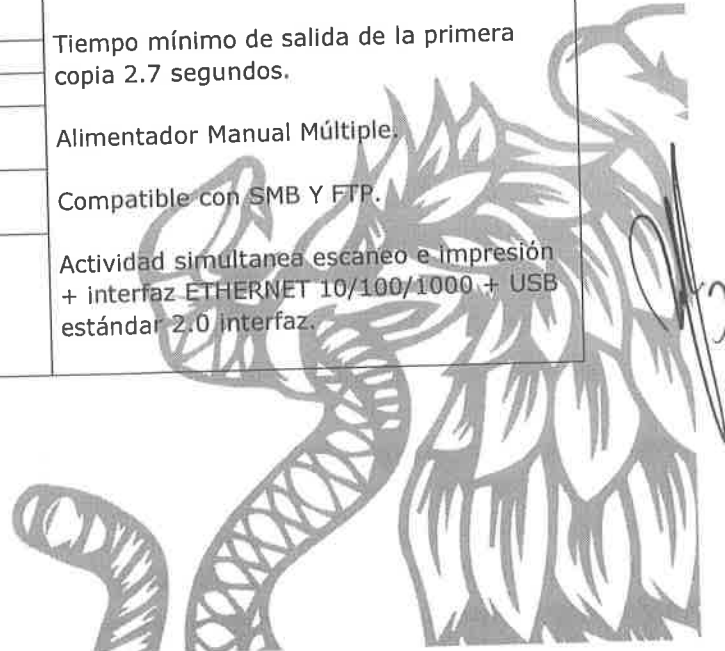 Tiempo mínimo de salida de la primera
copia 2.7 segundos.
Alimentador Manual Múltiple.
Compatible con SMB Y FTP.
Actividad simultanea escaneo e impresión
+ interfaz ETHERNET 10/100/1000 + USB
estándar 2.0 interfaz.